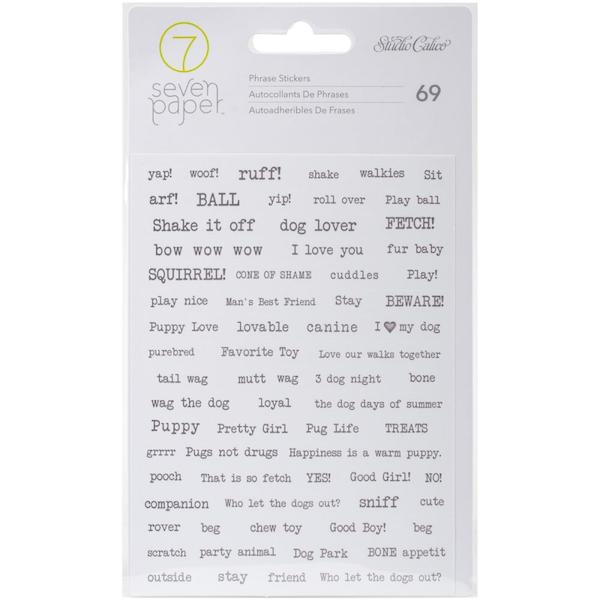 7
seven
paper
Studio Calico
Phrase Stickers
Autocollants De Phrases
Autoadheribles De Frases
69
yap! woof! ruff! shake walkies Sit
arf! BALL yip! roll over Play ball
Shake it off dog lover FETCH!
bow wow wow I love you fur baby
SQUIRREL! CONE OF SHAME cuddles Play!
play nice Man's Best Friend Stay BEWARE!
Puppy Love lovable canine I ♥ my dog
purebred Favorite Toy Love our walks together
tail wag mutt wag 3 dog night bone
wag the dog loyal the dog days of summer
Puppy Pretty Girl Pug Life TREATS
grrrr Pugs not drugs Happiness is a warm puppy.
pooch That is so fetch YES! Good Girl! NO!
companion Who let the dogs out? sniff cute
rover beg chew toy Good Boy! beg
scratch party animal Dog Park BONE appetit
outside stay friend Who let the dogs out?